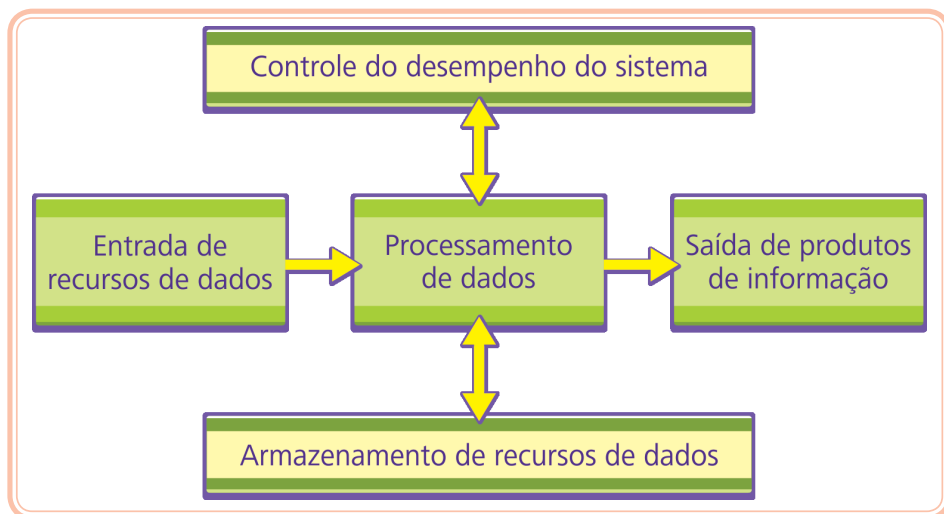 Controle do desempenho do sistema
Entrada de
recursos de dados
Processamento
de dados
Saída de produtos
de informação
Armazenamento de recursos de dados